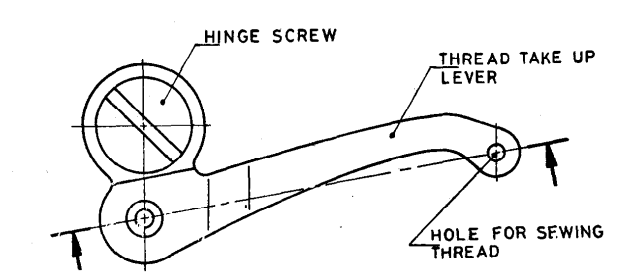 HINGE SCREW
THREAD TAKE UP
LEVER
HOLE FOR SEWING
THREAD